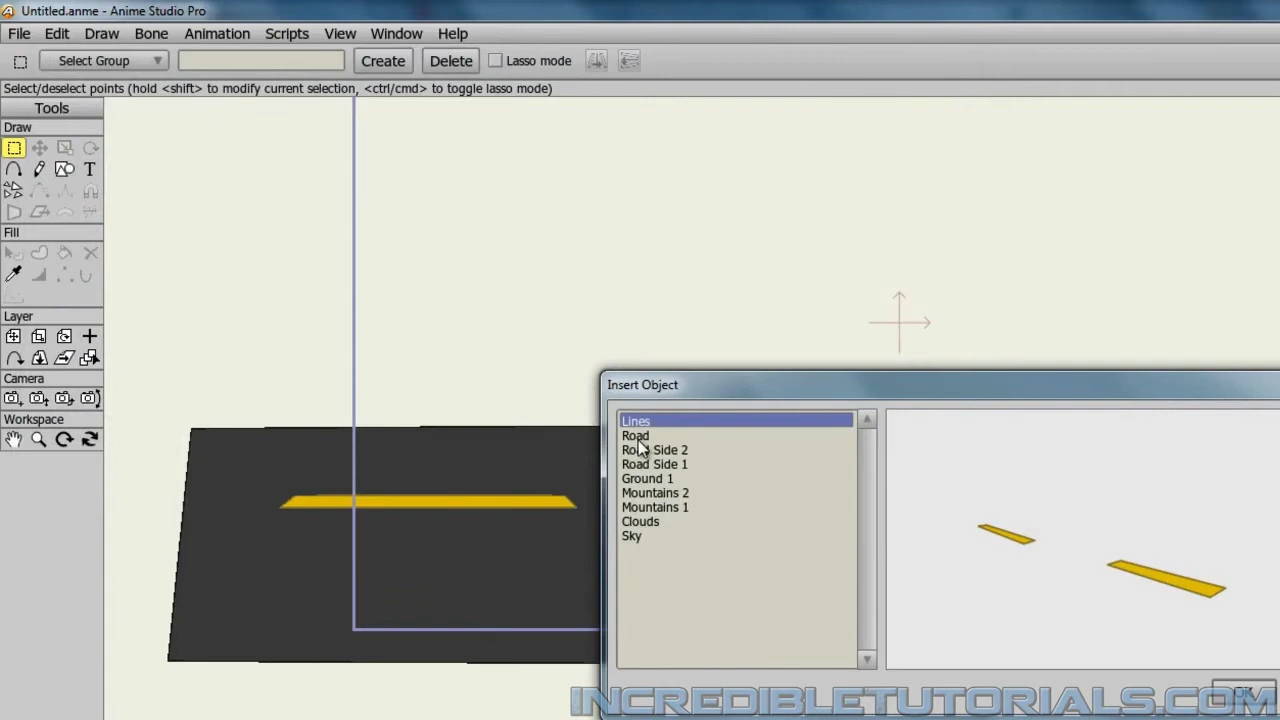 Untitled.anme - Anime Studio Pro
File Edit Draw Bone Animation Scripts View Window Help
Select Group Create Delete Lasso mode
Select/deselect points (hold <shift> to modify current selection, <ctrl/cmd> to toggle lasso mode)
Tools
Draw
T
Fill
Layer
Camera
Workspace
Insert Object
Lines
Road
Road Side 2
Road Side 1
Ground 1
Mountains 2
Mountains 1
Clouds
Sky
OK
INCREDIBLETUTORIALS.COM